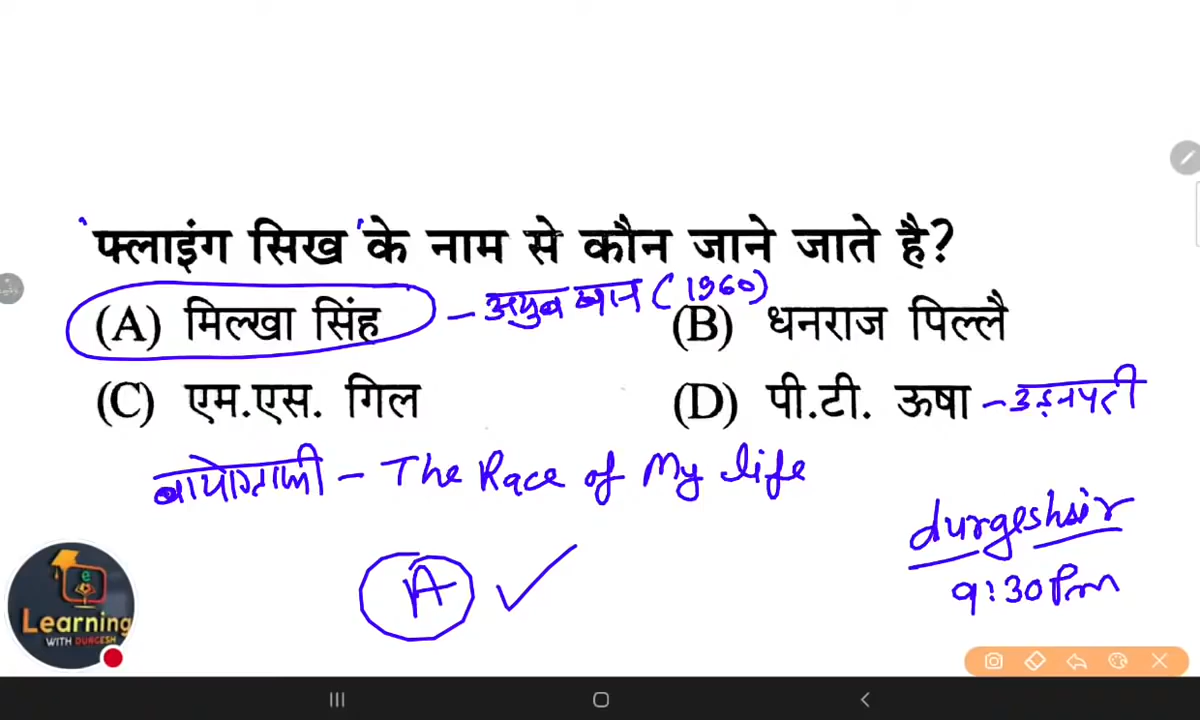 'फ्लाइंग सिख' के नाम से कौन जाने जाते है?
(A) मिल्खा सिंह – अयुब खान (1960)
(B) धनराज पिल्लै
(C) एम.एस. गिल
(D) पी.टी. ऊषा – उड़नपरी
बायोग्राफी – The Race of My life
A
durgeshsir
9:30 Pm
e
Learning
WITH DURGESH